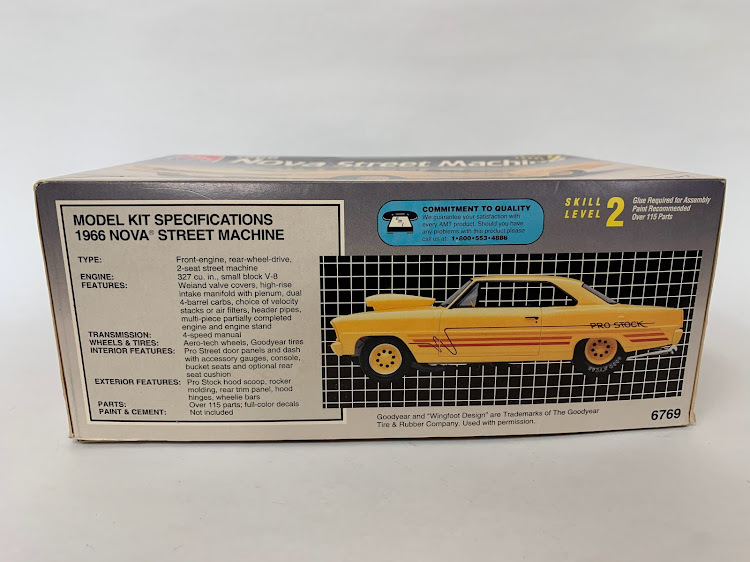 Nova Street Machine
MODEL KIT SPECIFICATIONS
1966 NOVA® STREET MACHINE
TYPE: Front-engine, rear-wheel-drive,
2-seat street machine
ENGINE: 327 cu. in., small block V-8
FEATURES: Weiand valve covers, high-rise
intake manifold with plenum, dual
4-barrel carbs, choice of velocity
stacks or air filters, header pipes,
multi-piece partially completed
engine and engine stand
TRANSMISSION: 4-speed manual
WHEELS & TIRES: Aero-tech wheels, Goodyear tires
INTERIOR FEATURES: Pro Street door panels and dash
with accessory gauges, console,
bucket seats and optional rear
seat cushion
EXTERIOR FEATURES: Pro Stock hood scoop, rocker
molding, rear trim panel, hood
hinges, wheelie bars
PARTS: Over 115 parts; full-color decals
PAINT & CEMENT: Not included
COMMITMENT TO QUALITY
We guarantee your satisfaction with
every AMT product. Should you have
any problems with this product please
call us at: 1-800-553-4886
SKILL
LEVEL 2
Glue Required for Assembly
Paint Recommended
Over 115 Parts
PRO STOCK
Goodyear and "Wingfoot Design" are Trademarks of The Goodyear
Tire & Rubber Company. Used with permission.
6769